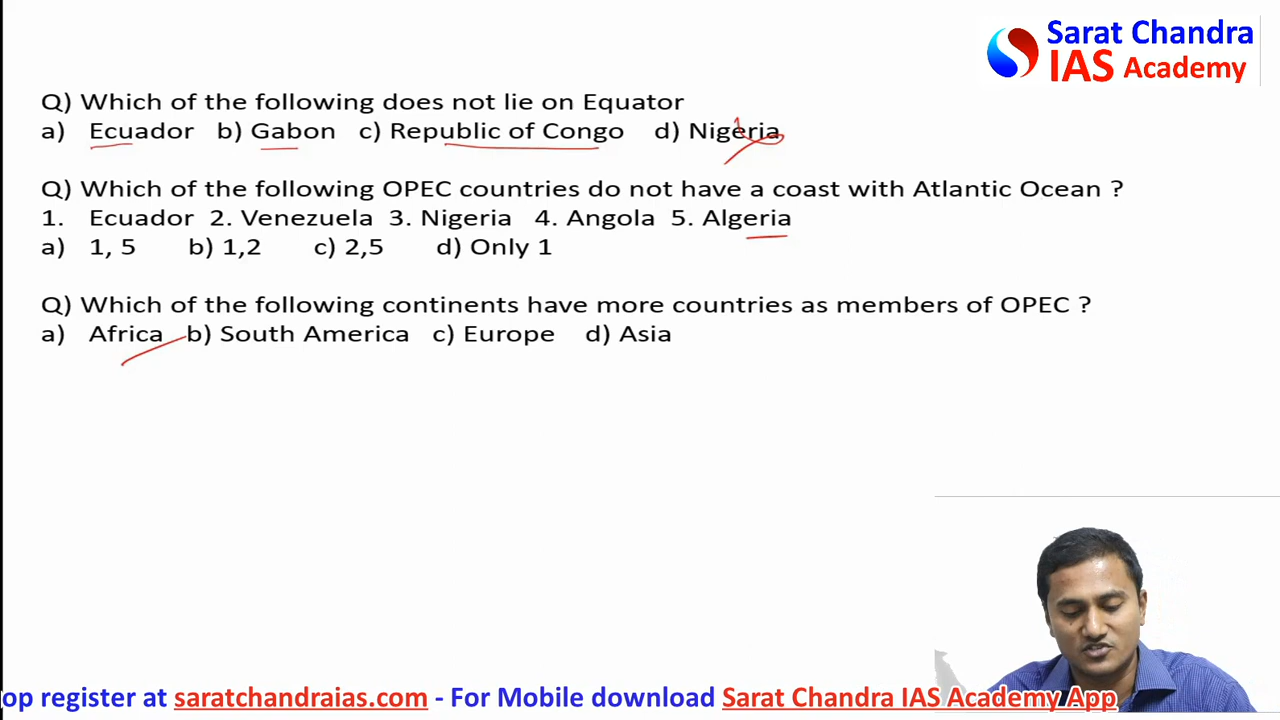 Sarat Chandra
IAS Academy
Q) Which of the following does not lie on Equator
a) Ecuador b) Gabon c) Republic of Congo d) Nigeria
Q) Which of the following OPEC countries do not have a coast with Atlantic Ocean ?
1. Ecuador 2. Venezuela 3. Nigeria 4. Angola 5. Algeria
a) 1, 5 b) 1,2 c) 2,5 d) Only 1
Q) Which of the following continents have more countries as members of OPEC ?
a) Africa b) South America c) Europe d) Asia
op register at saratchandraias.com - For Mobile download Sarat Chandra IAS Academy App